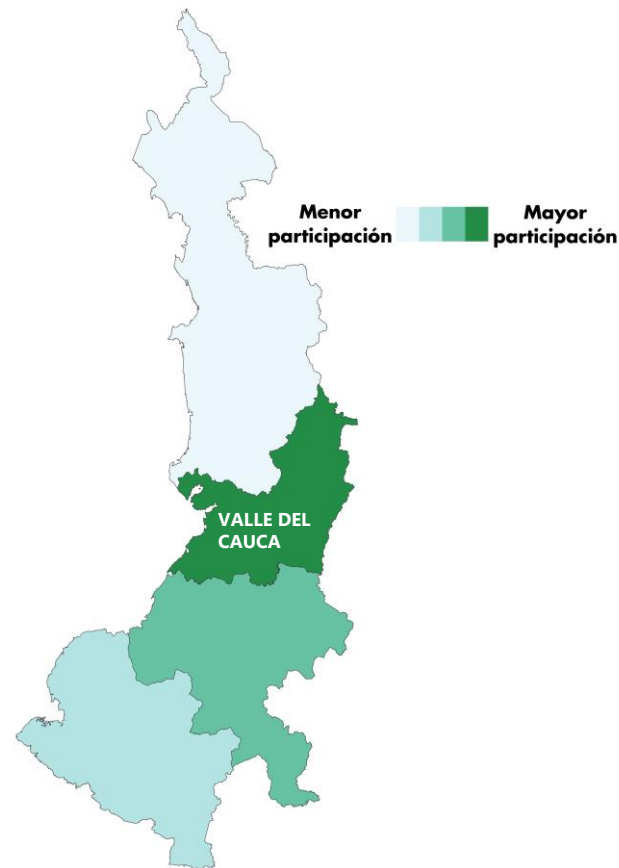 Menor
participación
Mayor
participación
VALLE DEL
CAUCA